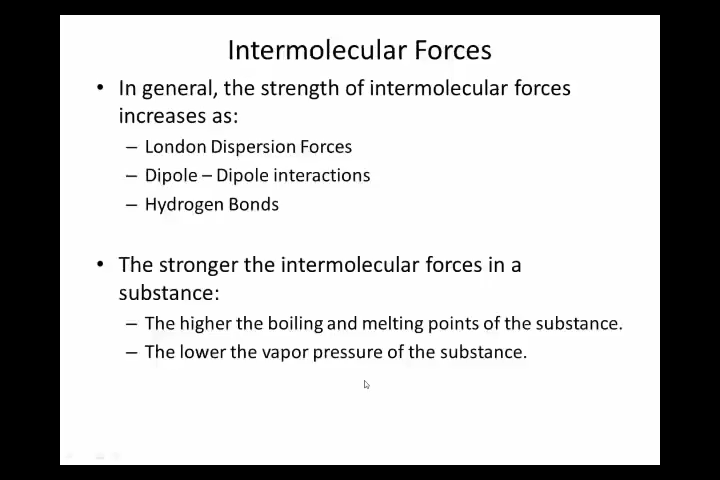 Intermolecular Forces
• In general, the strength of intermolecular forces
increases as:
– London Dispersion Forces
– Dipole – Dipole interactions
– Hydrogen Bonds
• The stronger the intermolecular forces in a
substance:
– The higher the boiling and melting points of the substance.
– The lower the vapor pressure of the substance.